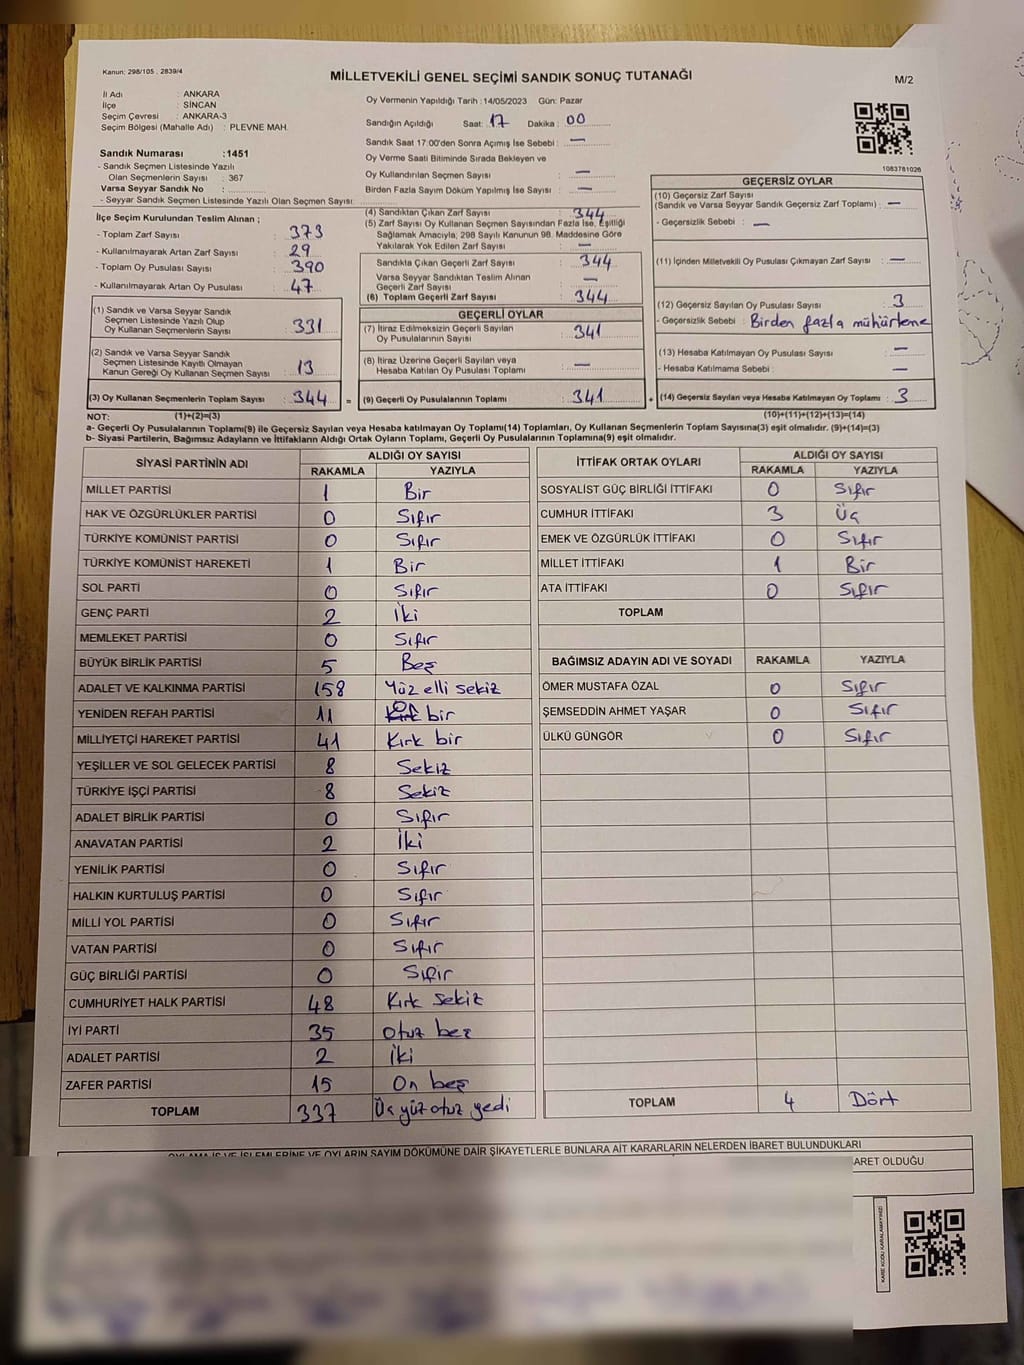 Kanun: 298/105 , 2839/4
MİLLETVEKİLİ GENEL SEÇİMİ SANDIK SONUÇ TUTANAĞI
M/2
İl Adı : ANKARA
İlçe : SİNCAN
Seçim Çevresi : ANKARA-3
Seçim Bölgesi (Mahalle Adı) : PLEVNE MAH.
Oy Vermenin Yapıldığı Tarih : 14/05/2023 Gün: Pazar
Sandığın Açıldığı Saat: 17 Dakika : 00
Sandık Saat 17:00'den Sonra Açımış İse Sebebi : —
Oy Verme Saati Bitiminde Sırada Bekleyen ve
Oy Kullandırılan Seçmen Sayısı : —
Birden Fazla Sayım Döküm Yapılmış İse Sayısı : —
1083781026
Sandık Numarası : 1451
- Sandık Seçmen Listesinde Yazılı
Olan Seçmenlerin Sayısı : 367
Varsa Seyyar Sandık No :
- Seyyar Sandık Seçmen Listesinde Yazılı Olan Seçmen Sayısı:
İlçe Seçim Kurulundan Teslim Alınan ;
- Toplam Zarf Sayısı : 373
- Kullanılmayarak Artan Zarf Sayısı : 29
- Toplam Oy Pusulası Sayısı : 390
- Kullanılmayarak Artan Oy Pusulası : 47
(1) Sandık ve Varsa Seyyar Sandık
Seçmen Listesinde Yazılı Olup
Oy Kullanan Seçmenlerin Sayısı : 331
(2) Sandık ve Varsa Seyyar Sandık
Seçmen Listesinde Kayıtlı Olmayan
Kanun Gereği Oy Kullanan Seçmen Sayısı : 13
(3) Oy Kullanan Seçmenlerin Toplam Sayısı : 344 =
(4) Sandıktan Çıkan Zarf Sayısı : 344
(5) Zarf Sayısı Oy Kullanan Seçmen Sayısından Fazla İse, Eşitliği
Sağlamak Amacıyla; 298 Sayılı Kanunun 98. Maddesine Göre
Yakılarak Yok Edilen Zarf Sayısı : —
Sandıkta Çıkan Geçerli Zarf Sayısı : 344
Varsa Seyyar Sandıktan Teslim Alınan
Geçerli Zarf Sayısı : —
(6) Toplam Geçerli Zarf Sayısı : 344
GEÇERLİ OYLAR
(7) İtiraz Edilmeksizin Geçerli Sayılan
Oy Pusulalarının Sayısı : 341
(8) İtiraz Üzerine Geçerli Sayılan veya
Hesaba Katılan Oy Pusulası Toplamı : —
(9) Geçerli Oy Pusulalarının Toplamı : 341 +
GEÇERSİZ OYLAR
(10) Geçersiz Zarf Sayısı
(Sandık ve Varsa Seyyar Sandık Geçersiz Zarf Toplamı) : —
- Geçersizlik Sebebi : —
(11) İçinden Milletvekili Oy Pusulası Çıkmayan Zarf Sayısı : —
(12) Geçersiz Sayılan Oy Pusulası Sayısı : 3
- Geçersizlik Sebebi : Birden fazla mühürlene
(13) Hesaba Katılmayan Oy Pusulası Sayısı : —
- Hesaba Katılmama Sebebi : —
(14) Geçersiz Sayılan veya Hesaba Katılmayan Oy Toplamı : 3
NOT: (1)+(2)=(3) (10)+(11)+(12)+(13)=(14)
a- Geçerli Oy Pusulalarının Toplamı(9) ile Geçersiz Sayılan veya Hesaba katılmayan Oy Toplamı(14) Toplamları, Oy Kullanan Seçmenlerin Toplam Sayısına(3) eşit olmalıdır. (9)+(14)=(3)
b- Siyasi Partilerin, Bağımsız Adayların ve İttifakların Aldığı Ortak Oyların Toplamı, Geçerli Oy Pusulalarının Toplamına(9) eşit olmalıdır.
SİYASİ PARTİNİN ADI ALDIĞI OY SAYISI
RAKAMLA YAZIYLA
MİLLET PARTİSİ 1 Bir
HAK VE ÖZGÜRLÜKLER PARTİSİ 0 Sıfır
TÜRKİYE KOMÜNİST PARTİSİ 0 Sıfır
TÜRKİYE KOMÜNİST HAREKETİ 1 Bir
SOL PARTİ 0 Sıfır
GENÇ PARTİ 2 İki
MEMLEKET PARTİSİ 0 Sıfır
BÜYÜK BİRLİK PARTİSİ 5 Beş
ADALET VE KALKINMA PARTİSİ 158 Yüz elli sekiz
YENİDEN REFAH PARTİSİ 11 On bir
MİLLİYETÇİ HAREKET PARTİSİ 41 Kırk bir
YEŞİLLER VE SOL GELECEK PARTİSİ 8 Sekiz
TÜRKİYE İŞÇİ PARTİSİ 8 Sekiz
ADALET BİRLİK PARTİSİ 0 Sıfır
ANAVATAN PARTİSİ 2 İki
YENİLİK PARTİSİ 0 Sıfır
HALKIN KURTULUŞ PARTİSİ 0 Sıfır
MİLLİ YOL PARTİSİ 0 Sıfır
VATAN PARTİSİ 0 Sıfır
GÜÇ BİRLİĞİ PARTİSİ 0 Sıfır
CUMHURİYET HALK PARTİSİ 48 Kırk sekiz
İYİ PARTİ 35 Otuz beş
ADALET PARTİSİ 2 İki
ZAFER PARTİSİ 15 On beş
TOPLAM 337 Üç yüz otuz yedi
İTTİFAK ORTAK OYLARI ALDIĞI OY SAYISI
RAKAMLA YAZIYLA
SOSYALİST GÜÇ BİRLİĞİ İTTİFAKI 0 Sıfır
CUMHUR İTTİFAKI 3 Üç
EMEK VE ÖZGÜRLÜK İTTİFAKI 0 Sıfır
MİLLET İTTİFAKI 1 Bir
ATA İTTİFAKI 0 Sıfır
TOPLAM
BAĞIMSIZ ADAYIN ADI VE SOYADI RAKAMLA YAZIYLA
ÖMER MUSTAFA ÖZAL 0 Sıfır
ŞEMSEDDİN AHMET YAŞAR 0 Sıfır
ÜLKÜ GÜNGÖR 0 Sıfır
TOPLAM 4 Dört
OYLAMA İŞ VE İŞLEMLERİNE VE OYLARIN SAYIM DÖKÜMÜNE DAİR ŞİKAYETLERLE BUNLARA AİT KARARLARIN NELERDEN İBARET BULUNDUKLARI
BARET OLDUĞU
KARE KODU KARALAMAYINIZ!